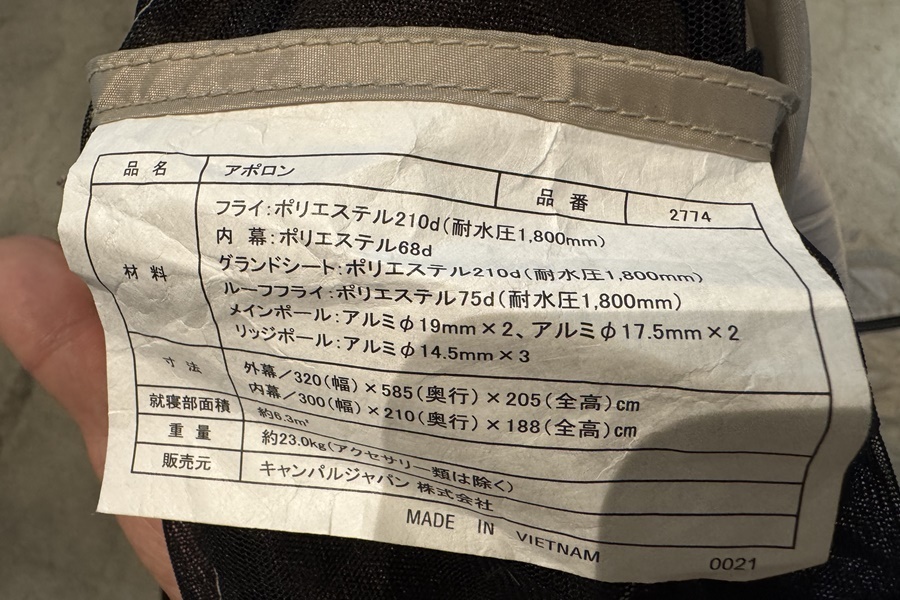 品名 アポロン 品番 2774
材料 フライ:ポリエステル210d(耐水圧1,800mm)
内 幕:ポリエステル68d
グランドシート:ポリエステル210d(耐水圧1,800mm)
ルーフフライ:ポリエステル75d(耐水圧1,800mm)
メインポール:アルミφ19mm×2、アルミφ17.5mm×2
リッジポール:アルミφ14.5mm×3
寸法 外幕/320(幅)×585(奥行)×205(全高)cm
内幕/300(幅)×210(奥行)×188(全高)cm
就寝部面積 約6.3㎡
重量 約23.0kg(アクセサリー類は除く)
販売元 キャンパルジャパン 株式会社
MADE IN VIETNAM
0021